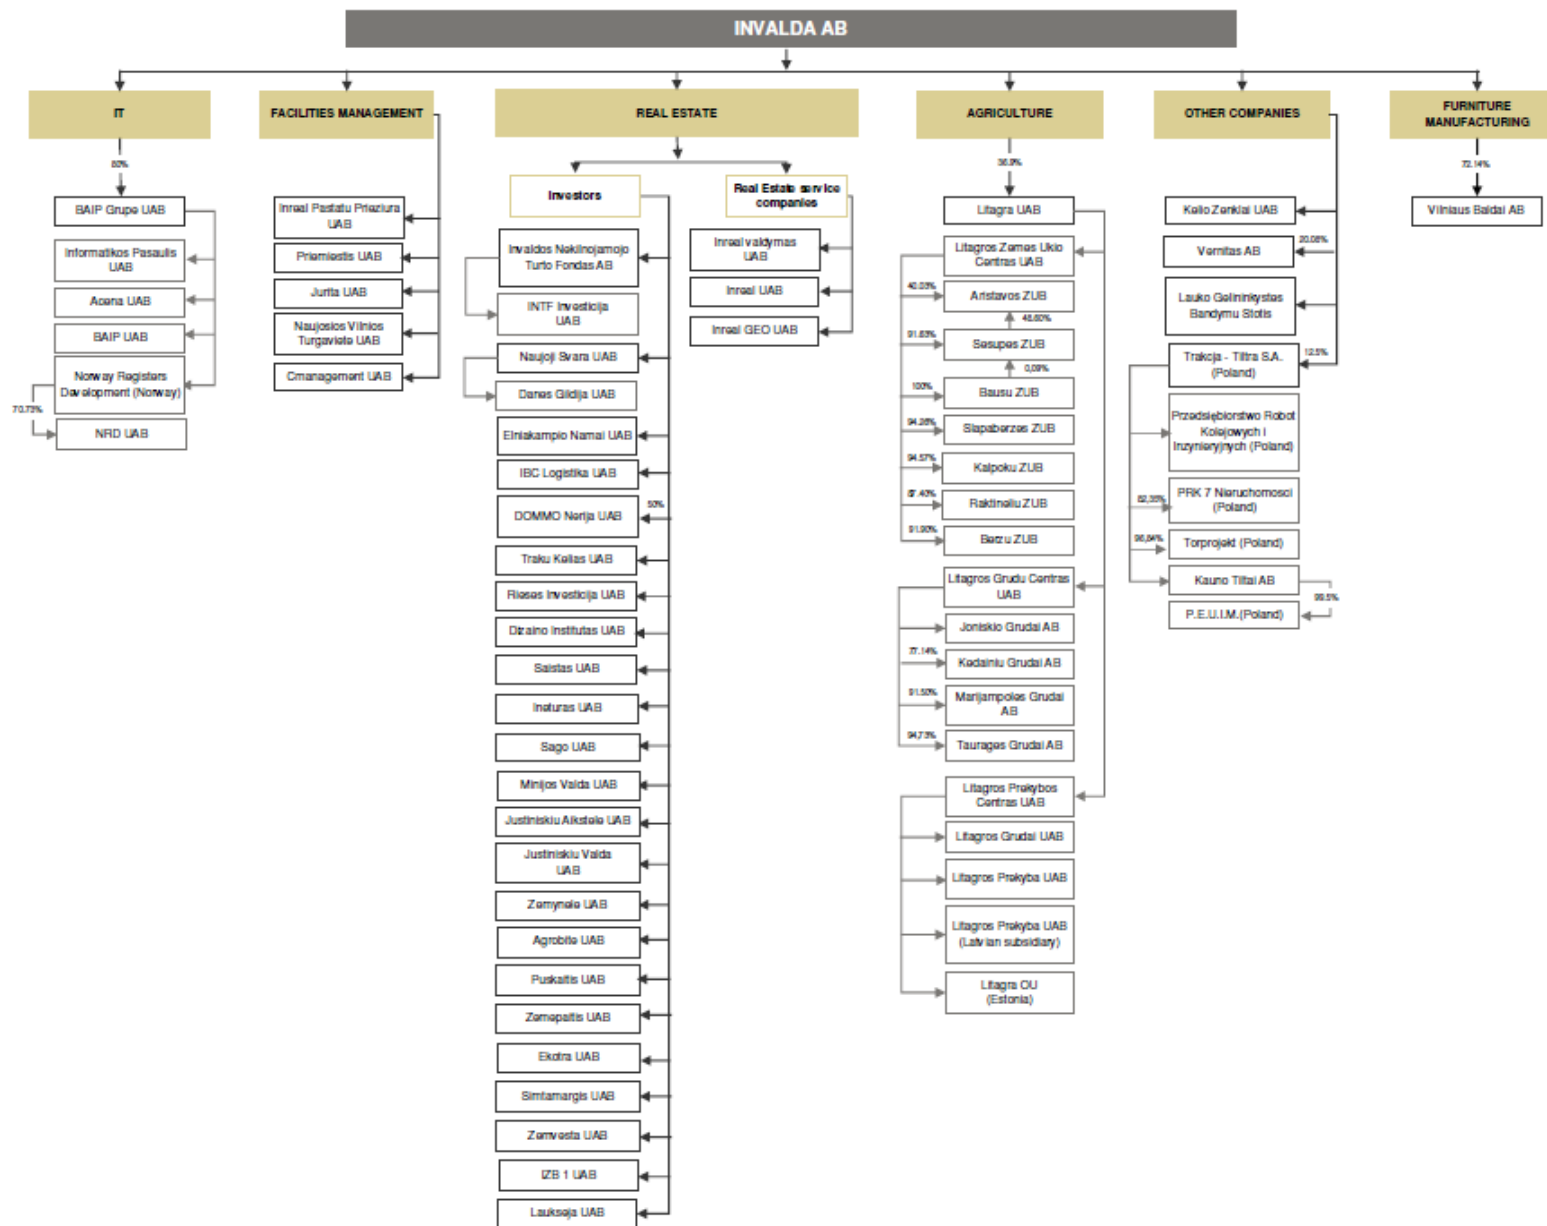 INVALDA AB
IT
FACILITIES MANAGEMENT
REAL ESTATE
AGRICULTURE
OTHER COMPANIES
FURNITURE
MANUFACTURING
80%
BAIP Grupe UAB
Informatikos Pasaulis
UAB
Acena UAB
BAIP UAB
Norway Registers
Development (Norway)
70,73%
NRD UAB
Inreal Pastatu Prieziura
UAB
Priemiestis UAB
Jurita UAB
Naujosios Vilnios
Turgaviete UAB
Cmanagement UAB
Investors
Invaldos Nekilnojamojo
Turto Fondas AB
INTF Investicija
UAB
Naujoji Svara UAB
Danes Gildija UAB
Elniakampio Namai UAB
IBC Logistika UAB
DOMMO Nerija UAB
50%
Traku Kelias UAB
Rieses Investicija UAB
Dizaino Institutas UAB
Saistas UAB
Ineturas UAB
Sago UAB
Minijos Valda UAB
Justiniskiu Aikstele UAB
Justiniskiu Valda
UAB
Zemynele UAB
Agrobite UAB
Puskaitis UAB
Zemepatis UAB
Ekotra UAB
Simtamargis UAB
Zemvesta UAB
IZB 1 UAB
Laukseja UAB
Real Estate service
companies
Inreal valdymas
UAB
Inreal UAB
Inreal GEO UAB
36.9%
Litagra UAB
Litagros Zemes Ukio
Centras UAB
40.03%
Aristavos ZUB
48.60%
91.63%
Sesupes ZUB
0,09%
100%
Bausu ZUB
94.26%
Slapaberzes ZUB
94.57%
Kalpoku ZUB
87.40%
Raktineliu ZUB
91.90%
Berzu ZUB
Litagros Grudu Centras
UAB
Joniskio Grudai AB
77.14%
Kedainiu Grudai AB
91.50%
Marijampoles Grudai
AB
94,73%
Taurages Grudai AB
Litagros Prekybos
Centras UAB
Litagros Grudai UAB
Litagros Prekyba UAB
Litagros Prekyba UAB
(Latvian subsidiary)
Litagra OU
(Estonia)
Kelio Zenklai UAB
20.06%
Vernitas AB
Lauko Gelininkystes
Bandymu Stotis
12.5%
Trakcja - Tiltra S.A.
(Poland)
Przedsiębiorstwo Robot
Kolejowych i
Inzynieryjnych (Poland)
82,35%
PRK 7 Nieruchomosci
(Poland)
96,84%
Torprojekt (Poland)
Kauno Tiltai AB
99.5%
P.E.U.I.M.(Poland)
72.14%
Vilniaus Baldai AB